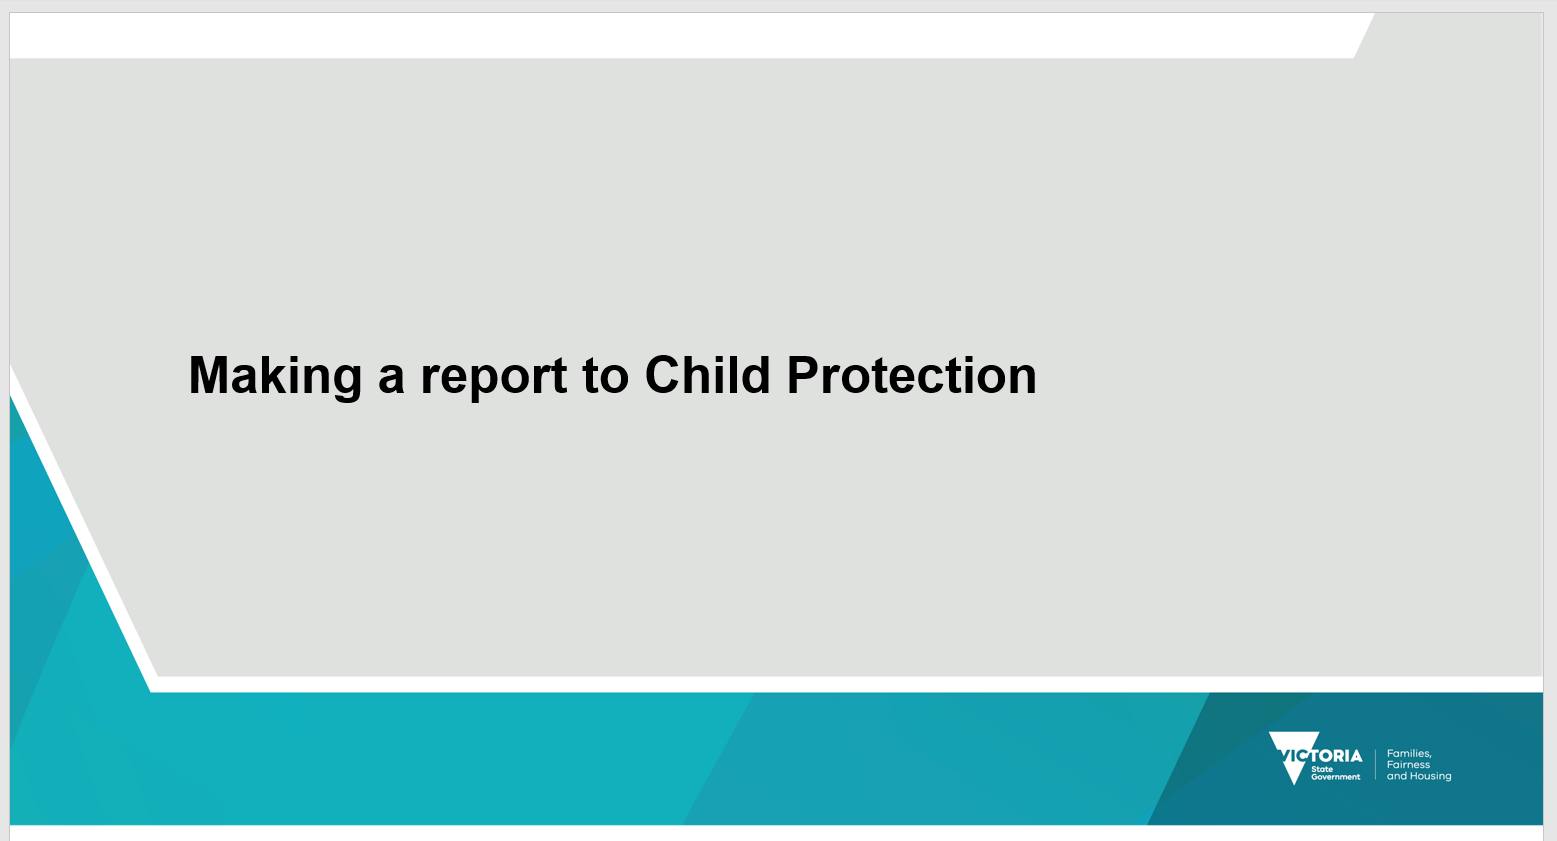 Making a report to Child Protection
VICTORIA
State
Government
Families,
Fairness
and Housing